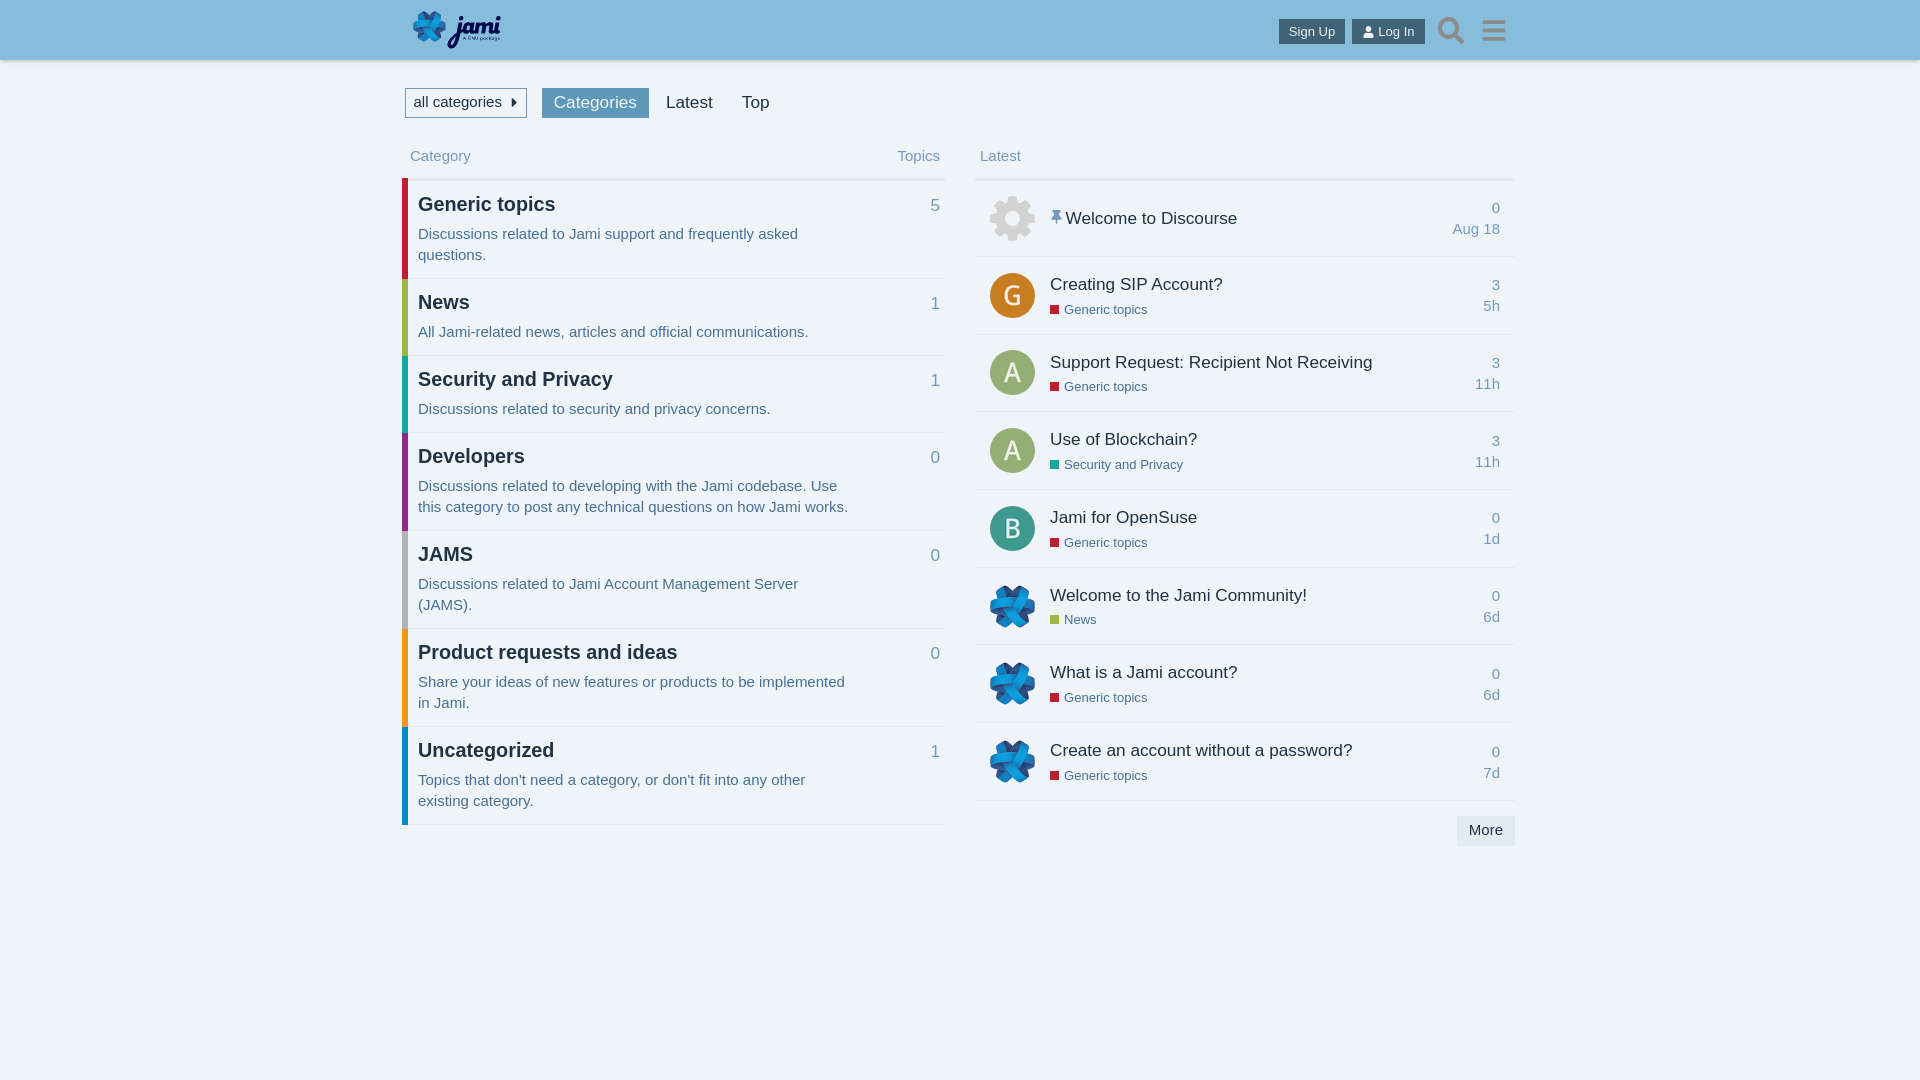 jami
A GNU package
Sign Up
Log In
all categories
Categories
Latest
Top
Category
Topics
Generic topics
5
Discussions related to Jami support and frequently asked
questions.
News
1
All Jami-related news, articles and official communications.
Security and Privacy
1
Discussions related to security and privacy concerns.
Developers
0
Discussions related to developing with the Jami codebase. Use
this category to post any technical questions on how Jami works.
JAMS
0
Discussions related to Jami Account Management Server
(JAMS).
Product requests and ideas
0
Share your ideas of new features or products to be implemented
in Jami.
Uncategorized
1
Topics that don't need a category, or don't fit into any other
existing category.
Latest
Welcome to Discourse
0
Aug 18
G
Creating SIP Account?
Generic topics
3
5h
A
Support Request: Recipient Not Receiving
Generic topics
3
11h
A
Use of Blockchain?
Security and Privacy
3
11h
B
Jami for OpenSuse
Generic topics
0
1d
Welcome to the Jami Community!
News
0
6d
What is a Jami account?
Generic topics
0
6d
Create an account without a password?
Generic topics
0
7d
More